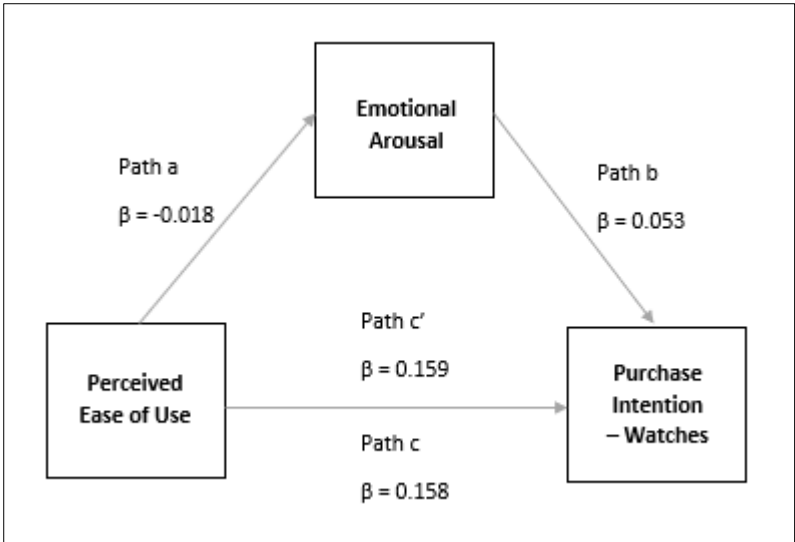 Emotional
Arousal
Path a
β = -0.018
Path b
β = 0.053
Perceived
Ease of Use
Path c’
β = 0.159
Path c
β = 0.158
Purchase
Intention
– Watches